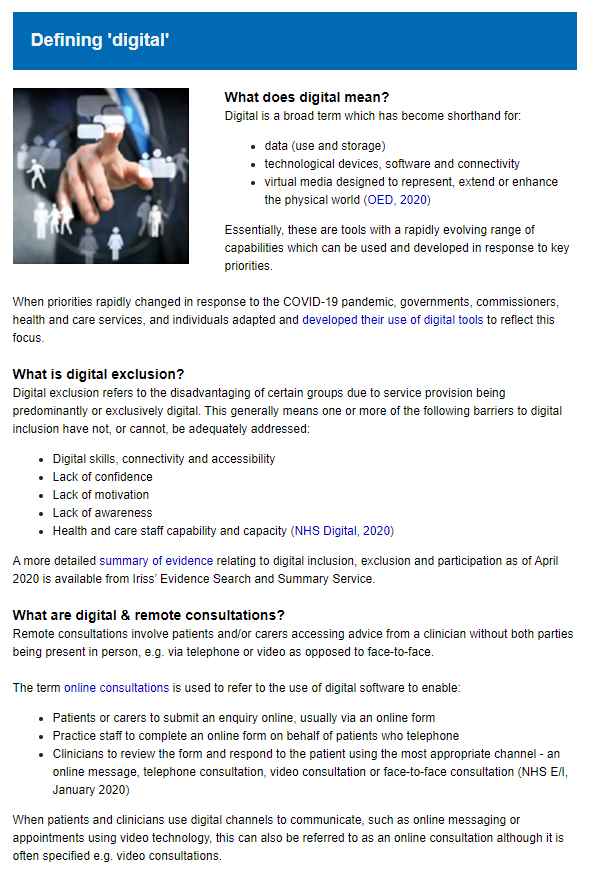 Defining 'digital'
What does digital mean?
Digital is a broad term which has become shorthand for:
• data (use and storage)
• technological devices, software and connectivity
• virtual media designed to represent, extend or enhance
the physical world (OED, 2020)
Essentially, these are tools with a rapidly evolving range of
capabilities which can be used and developed in response to key
priorities.
When priorities rapidly changed in response to the COVID-19 pandemic, governments, commissioners,
health and care services, and individuals adapted and developed their use of digital tools to reflect this
focus.
What is digital exclusion?
Digital exclusion refers to the disadvantaging of certain groups due to service provision being
predominantly or exclusively digital. This generally means one or more of the following barriers to digital
inclusion have not, or cannot, be adequately addressed:
• Digital skills, connectivity and accessibility
• Lack of confidence
• Lack of motivation
• Lack of awareness
• Health and care staff capability and capacity (NHS Digital, 2020)
A more detailed summary of evidence relating to digital inclusion, exclusion and participation as of April
2020 is available from Iriss' Evidence Search and Summary Service.
What are digital & remote consultations?
Remote consultations involve patients and/or carers accessing advice from a clinician without both parties
being present in person, e.g. via telephone or video as opposed to face-to-face.
The term online consultations is used to refer to the use of digital software to enable:
• Patients or carers to submit an enquiry online, usually via an online form
• Practice staff to complete an online form on behalf of patients who telephone
• Clinicians to review the form and respond to the patient using the most appropriate channel - an
online message, telephone consultation, video consultation or face-to-face consultation (NHS E/I,
January 2020)
When patients and clinicians use digital channels to communicate, such as online messaging or
appointments using video technology, this can also be referred to as an online consultation although it is
often specified e.g. video consultations.